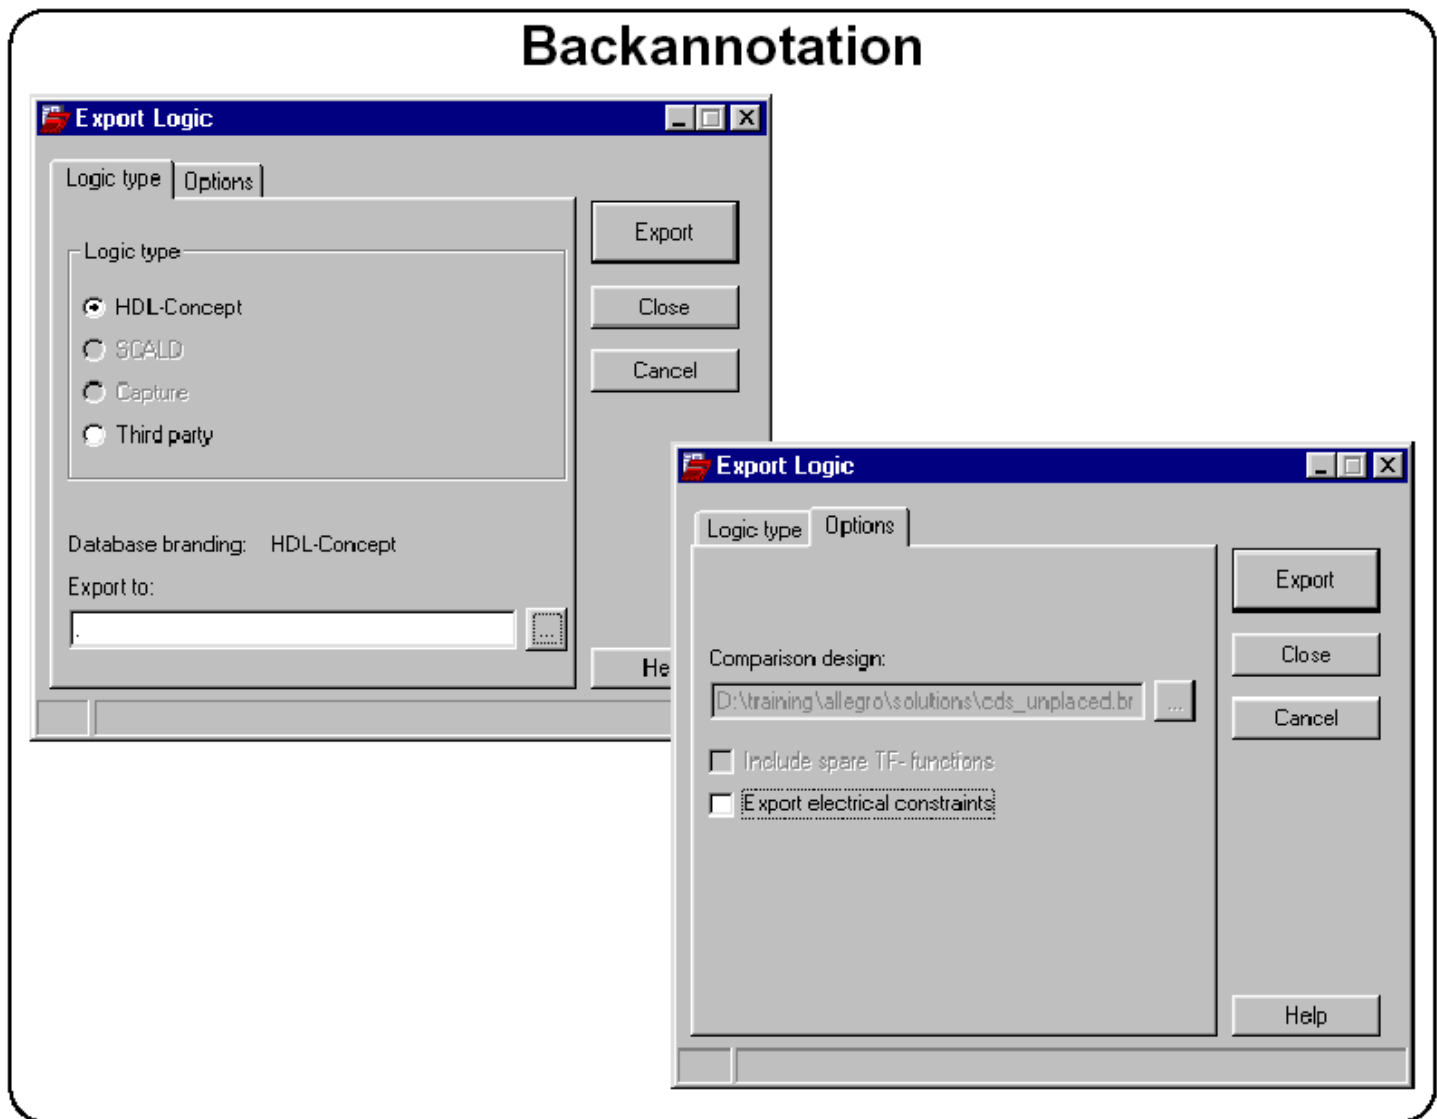 Backannotation
Export Logic
Logic type
Options
Logic type
HDL-Concept
SCALD
Capture
Third party
Database branding: HDL-Concept
Export to:
.
...
Export
Close
Cancel
He
Export Logic
Logic type
Options
Comparison design:
D:\training\allegro\solutions\cds_unplaced.br
...
Include spare TF- functions
Export electrical constraints
Export
Close
Cancel
Help